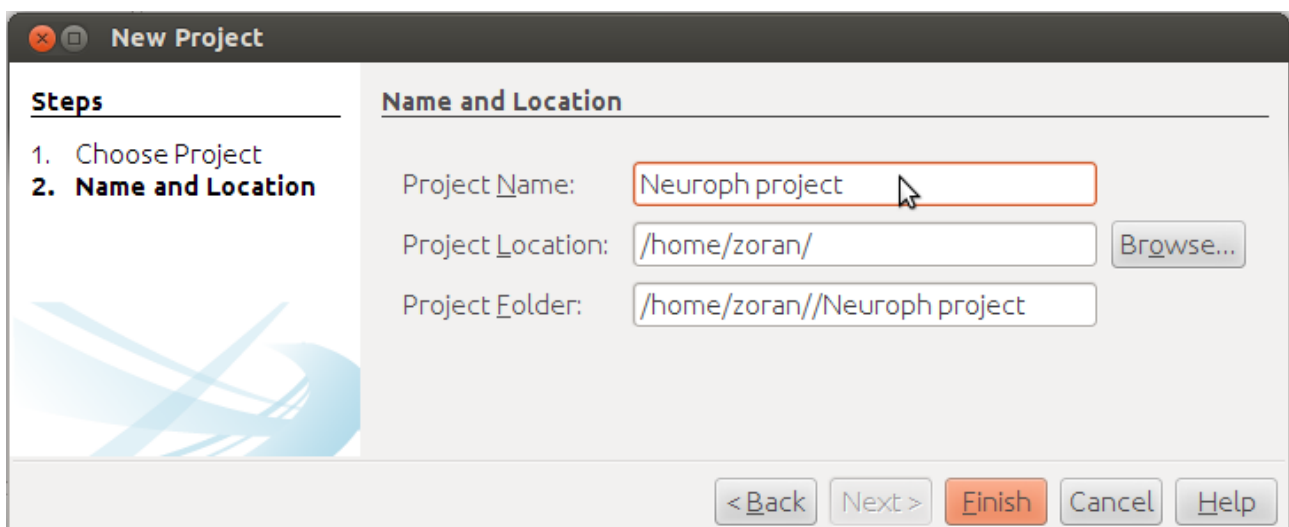 New Project
Steps
1. Choose Project
2. Name and Location
Name and Location
Project Name: Neuroph project
Project Location: /home/zoran/ Browse...
Project Folder: /home/zoran//Neuroph project
< Back Next > Finish Cancel Help